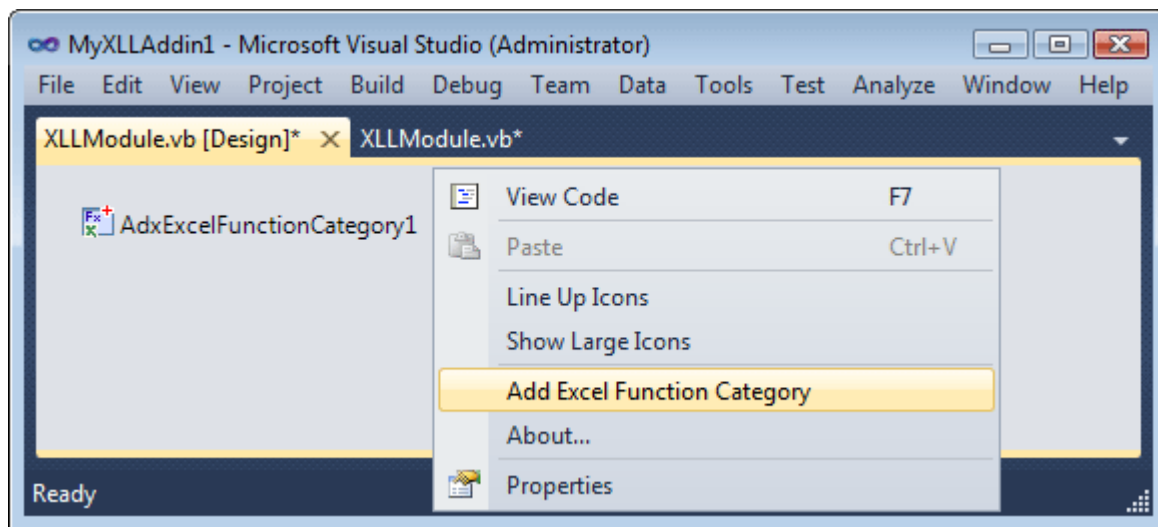 MyXLLAddin1 - Microsoft Visual Studio (Administrator)
File Edit View Project Build Debug Team Data Tools Test Analyze Window Help
XLLModule.vb [Design]* XLLModule.vb*
AdxExcelFunctionCategory1
View Code F7
Paste Ctrl+V
Line Up Icons
Show Large Icons
Add Excel Function Category
About...
Properties
Ready